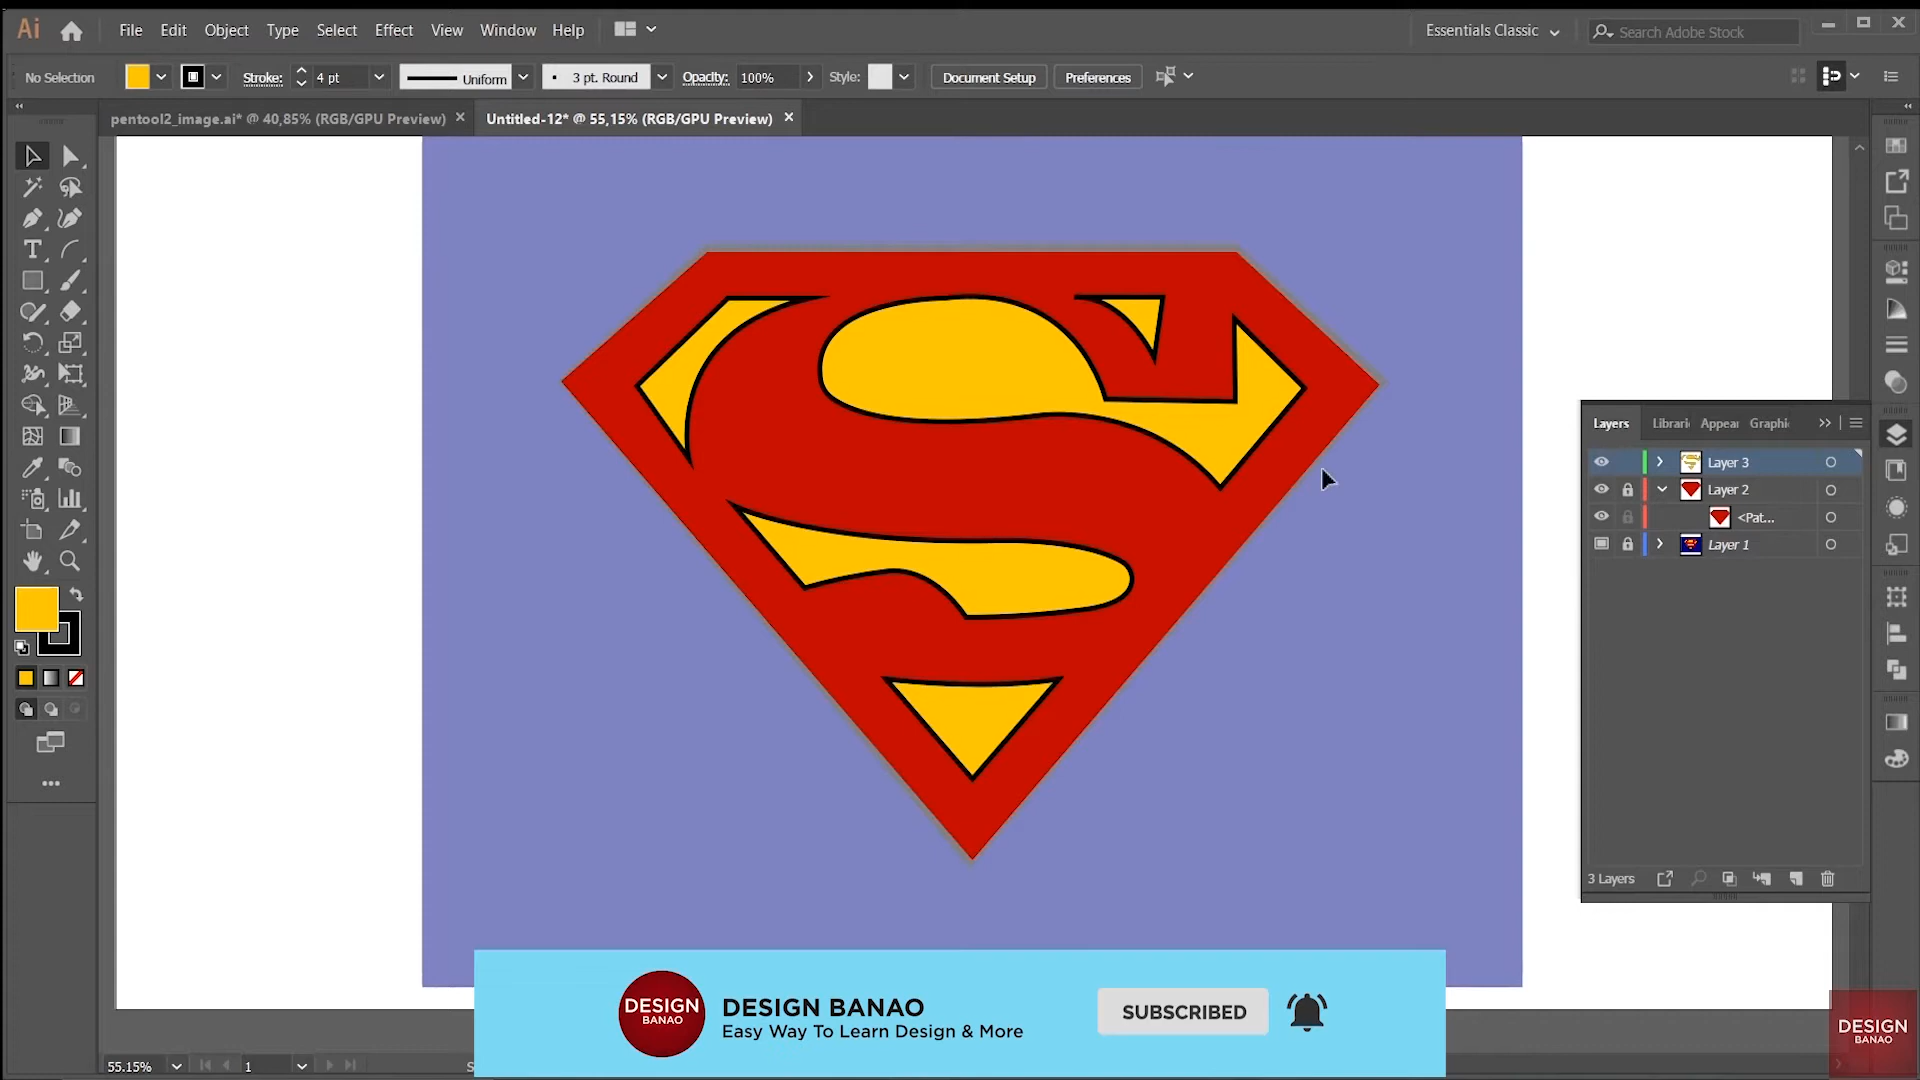 Ai File Edit Object Type Select Effect View Window Help Essentials Classic Search Adobe Stock
No Selection Stroke: 4 pt Uniform 3 pt. Round Opacity: 100% Style: Document Setup Preferences
pentool2_image.ai* @ 40,85% (RGB/GPU Preview) Untitled-12* @ 55,15% (RGB/GPU Preview)
Layers Librari Appear Graphi
Layer 3
Layer 2
<Pat...
Layer 1
3 Layers
DESIGN
BANAO
DESIGN BANAO
Easy Way To Learn Design & More
SUBSCRIBED
DESIGN
BANAO
55.15% 1